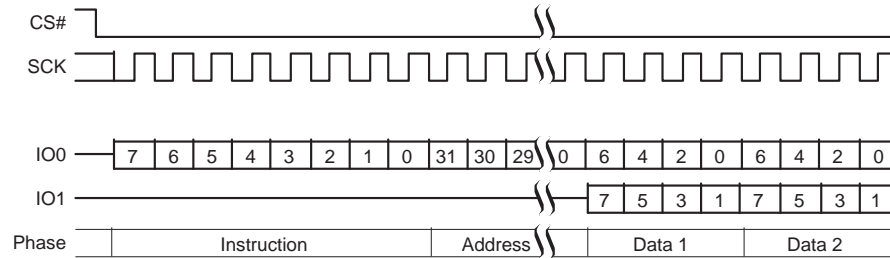 CS#
SCK
IO0 7 6 5 4 3 2 1 0 31 30 29 0 6 4 2 0 6 4 2 0
IO1 7 5 3 1 7 5 3 1
Phase Instruction Address Data 1 Data 2